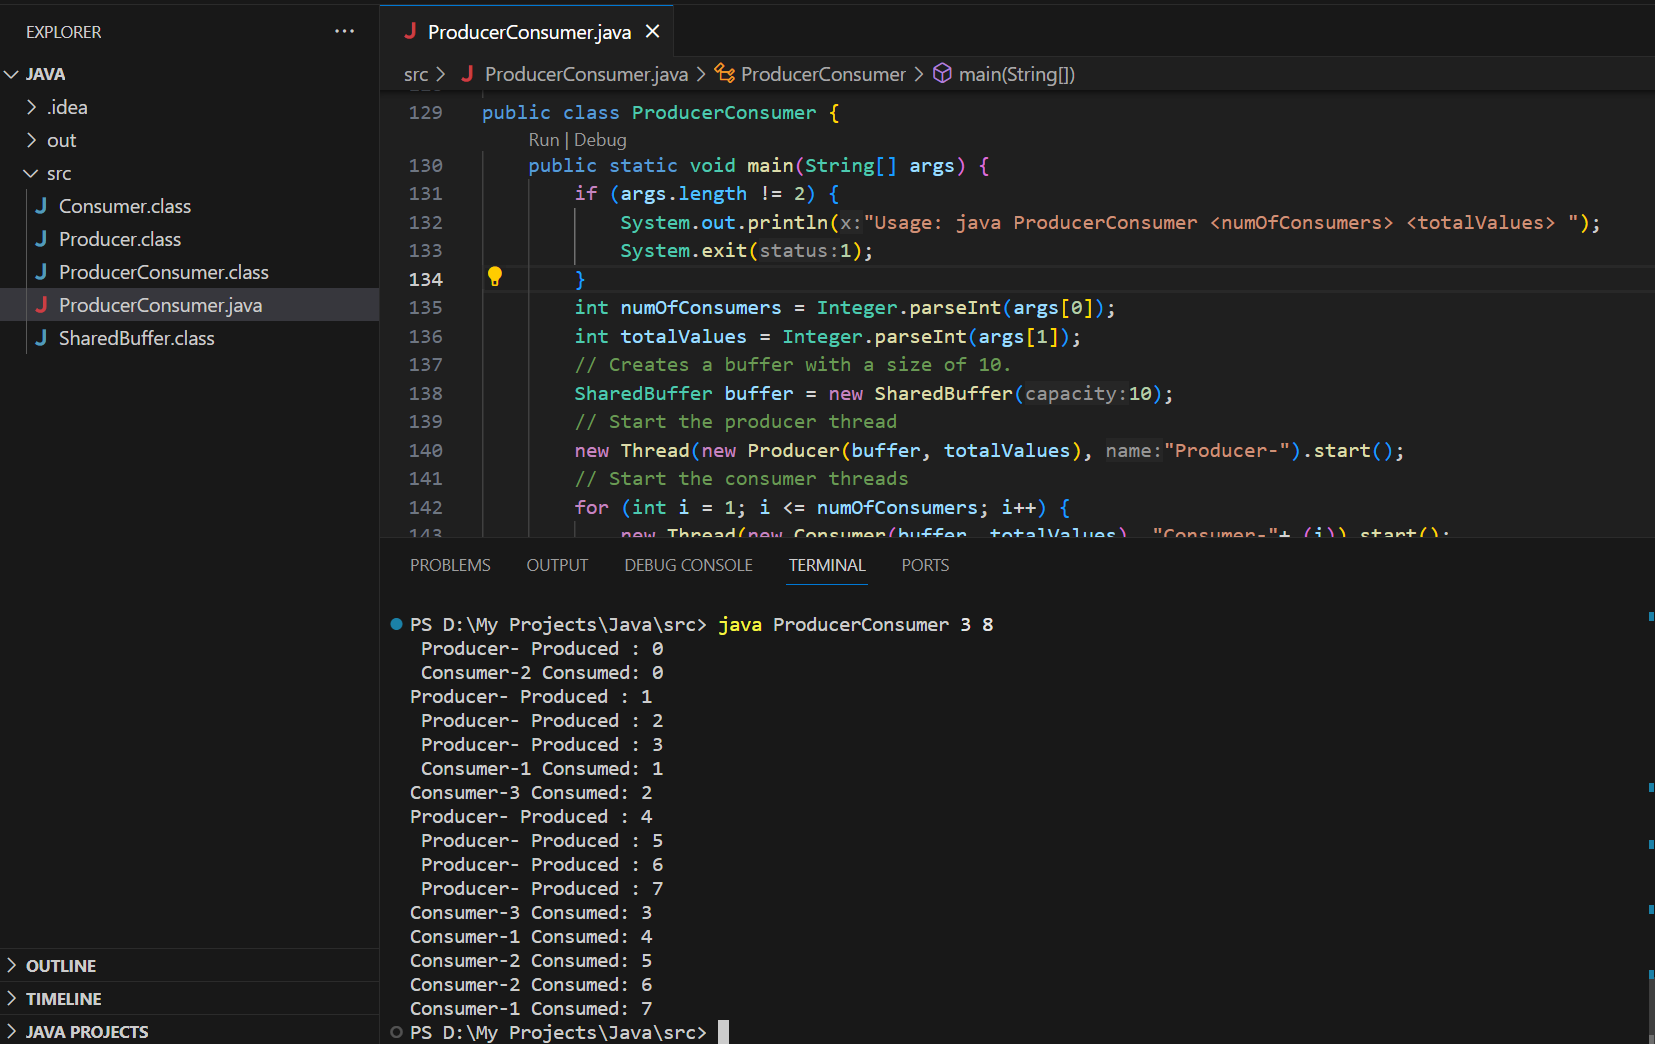 EXPLORER
JAVA
.idea
out
src
Consumer.class
Producer.class
ProducerConsumer.class
ProducerConsumer.java
SharedBuffer.class
OUTLINE
TIMELINE
JAVA PROJECTS
ProducerConsumer.java
src > ProducerConsumer.java > ProducerConsumer > main(String[])
129 public class ProducerConsumer {
Run | Debug
130 public static void main(String[] args) {
131 if (args.length != 2) {
132 System.out.println(x:"Usage: java ProducerConsumer <numOfConsumers> <totalValues> ");
133 System.exit(status:1);
134 }
135 int numOfConsumers = Integer.parseInt(args[0]);
136 int totalValues = Integer.parseInt(args[1]);
137 // Creates a buffer with a size of 10.
138 SharedBuffer buffer = new SharedBuffer(capacity:10);
139 // Start the producer thread
140 new Thread(new Producer(buffer, totalValues), name:"Producer-").start();
141 // Start the consumer threads
142 for (int i = 1; i <= numOfConsumers; i++) {
143 new Thread(new Consumer(buffer, totalValues), "Consumer-"+ (i)).start();
PROBLEMS OUTPUT DEBUG CONSOLE TERMINAL PORTS
PS D:\My Projects\Java\src> java ProducerConsumer 3 8
Producer- Produced : 0
Consumer-2 Consumed: 0
Producer- Produced : 1
Producer- Produced : 2
Producer- Produced : 3
Consumer-1 Consumed: 1
Consumer-3 Consumed: 2
Producer- Produced : 4
Producer- Produced : 5
Producer- Produced : 6
Producer- Produced : 7
Consumer-3 Consumed: 3
Consumer-1 Consumed: 4
Consumer-2 Consumed: 5
Consumer-2 Consumed: 6
Consumer-1 Consumed: 7
PS D:\My Projects\Java\src>